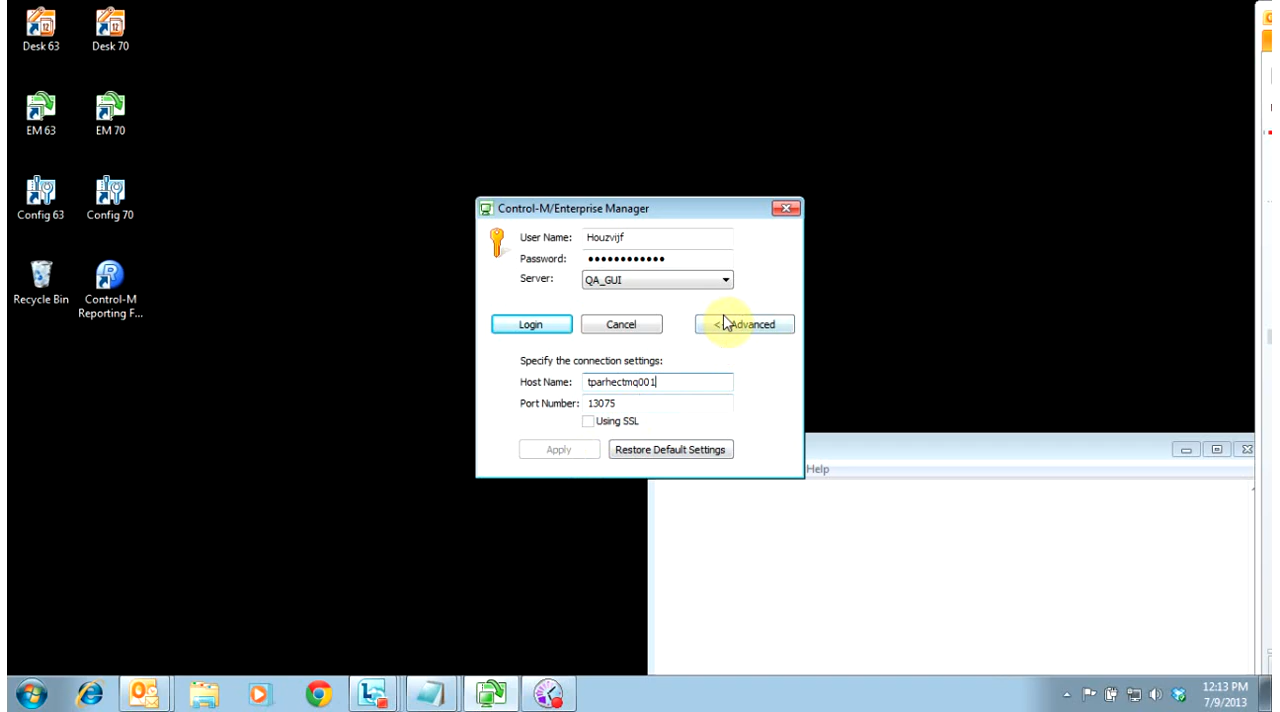 Desk 63
Desk 70
EM 63
EM 70
Config 63
Config 70
Recycle Bin
Control-M
Reporting F...
Control-M/Enterprise Manager
User Name: Houzvijf
Password: ••••••••••••
Server: QA_GUI
Login
Cancel
< Advanced
Specify the connection settings:
Host Name: tparhectmq001
Port Number: 13075
Using SSL
Apply
Restore Default Settings
Help
12:13 PM
7/9/2013